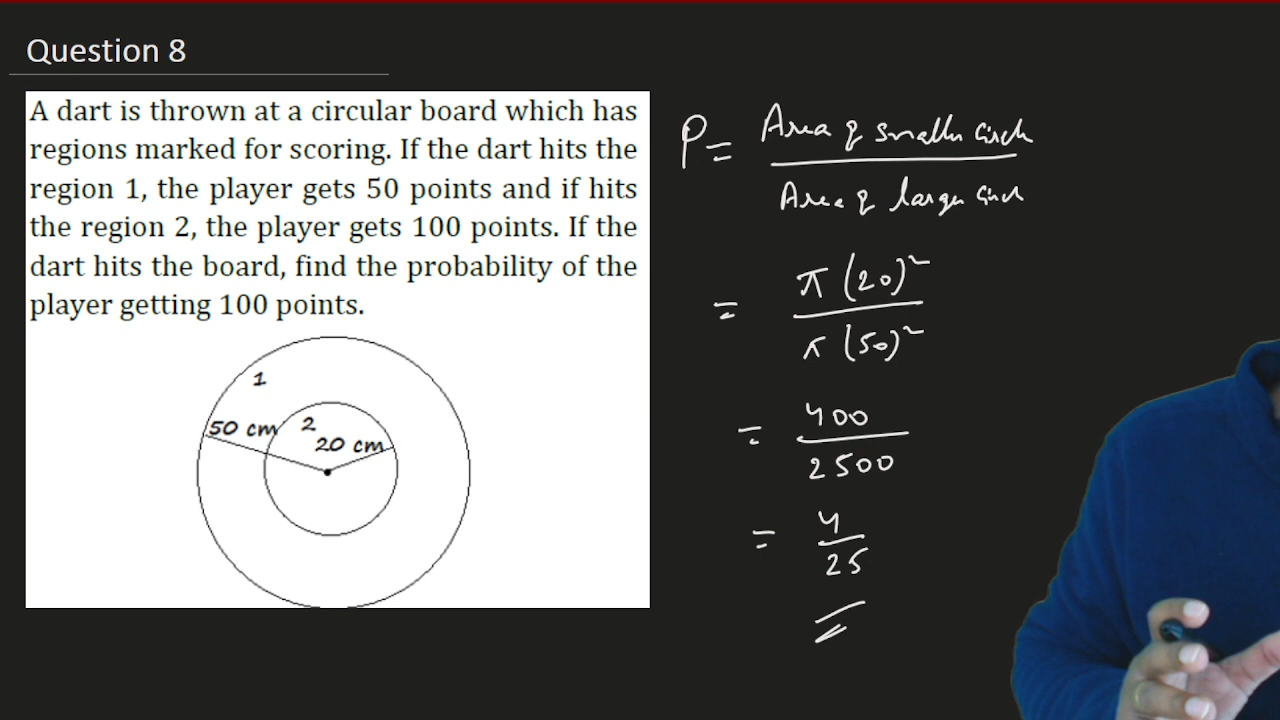 Question 8
A dart is thrown at a circular board which has
regions marked for scoring. If the dart hits the
region 1, the player gets 50 points and if hits
the region 2, the player gets 100 points. If the
dart hits the board, find the probability of the
player getting 100 points.
1
50 cm
2
20 cm
P = Area of smaller circle
Area of larger circle
= π (20)²
π (50)²
= 400
2500
= 4
25